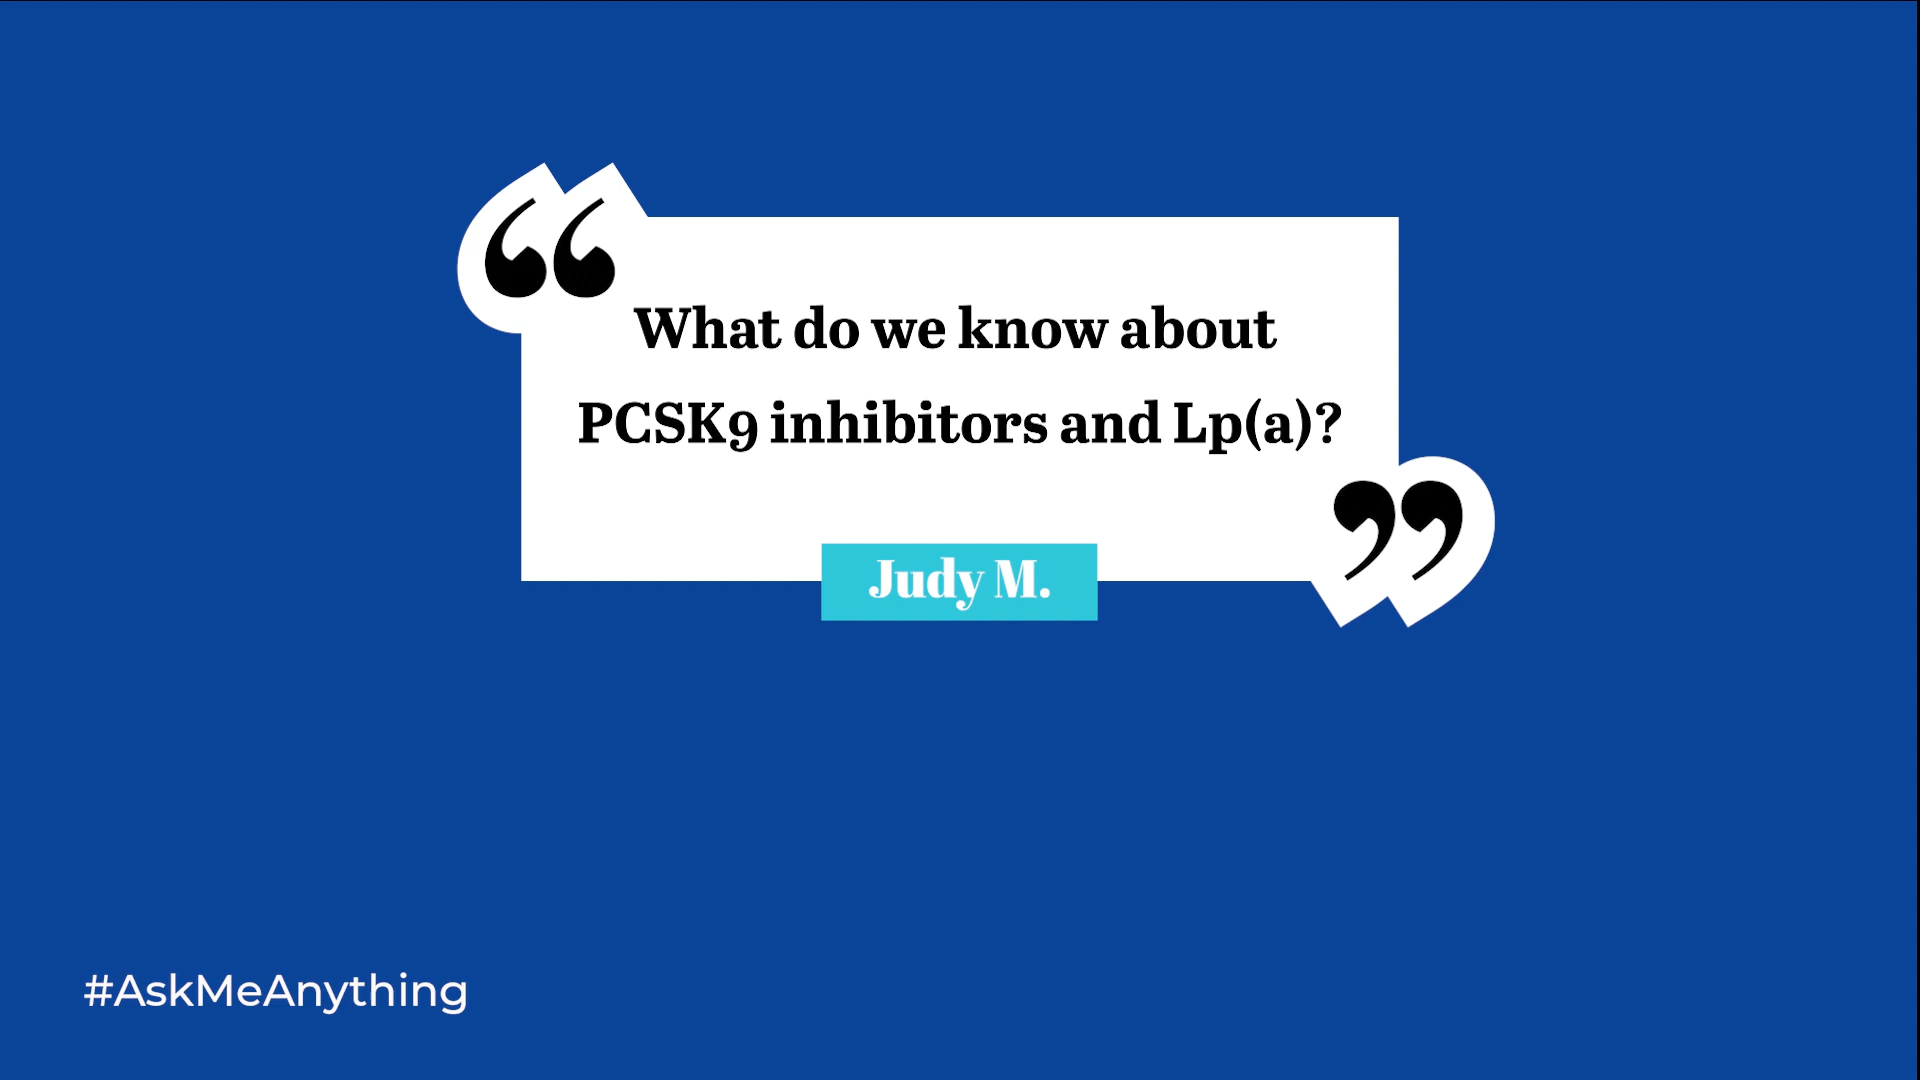 “
What do we know about
PCSK9 inhibitors and Lp(a)?
”
Judy M.
#AskMeAnything